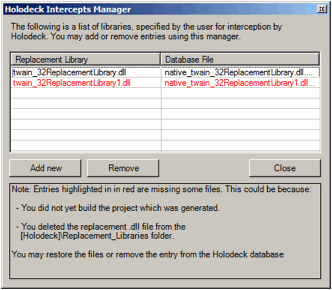 Holodeck Intercepts Manager
The following is a list of libraries, specified by the user for interception by
Holodeck. You may add or remove entries using this manager.
Replacement Library Database File
twain_32ReplacementLibrary.dll native_twain_32ReplacementLibrary.dll....
twain_32ReplacementLibrary1.dll native_twain_32ReplacementLibrary1.dll...
Add new Remove Close
Note: Entries highlighted in in red are missing some files. This could be because:
- You did not yet build the project which was generated.
- You deleted the replacement .dll file from the
[Holodeck]\Replacement_Libraries folder.
You may restore the files or remove the entry from the Holodeck database